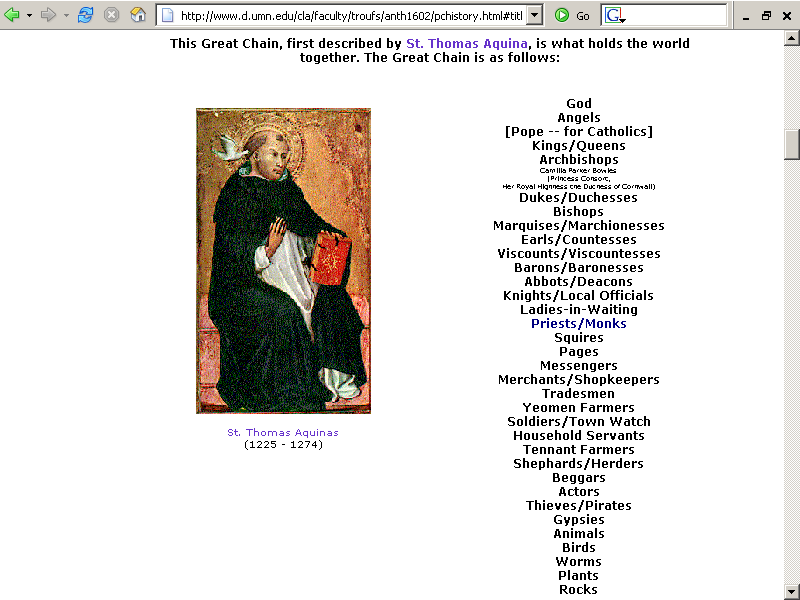 http://www.d.umn.edu/cla/faculty/troufs/anth1602/pchistory.html#titl
Go
G
This Great Chain, first described by St. Thomas Aquina, is what holds the world
together. The Great Chain is as follows:
God
Angels
[Pope -- for Catholics]
Kings/Queens
Archbishops
Camilla Parker Bowles
(Princess Consort,
Her Royal Highness the Duchess of Cornwall)
Dukes/Duchesses
Bishops
Marquises/Marchionesses
Earls/Countesses
Viscounts/Viscountesses
Barons/Baronesses
Abbots/Deacons
Knights/Local Officials
Ladies-in-Waiting
Priests/Monks
Squires
Pages
Messengers
Merchants/Shopkeepers
Tradesmen
Yeomen Farmers
Soldiers/Town Watch
Household Servants
Tennant Farmers
Shephards/Herders
Beggars
Actors
Thieves/Pirates
Gypsies
Animals
Birds
Worms
Plants
Rocks
St. Thomas Aquinas
(1225 - 1274)